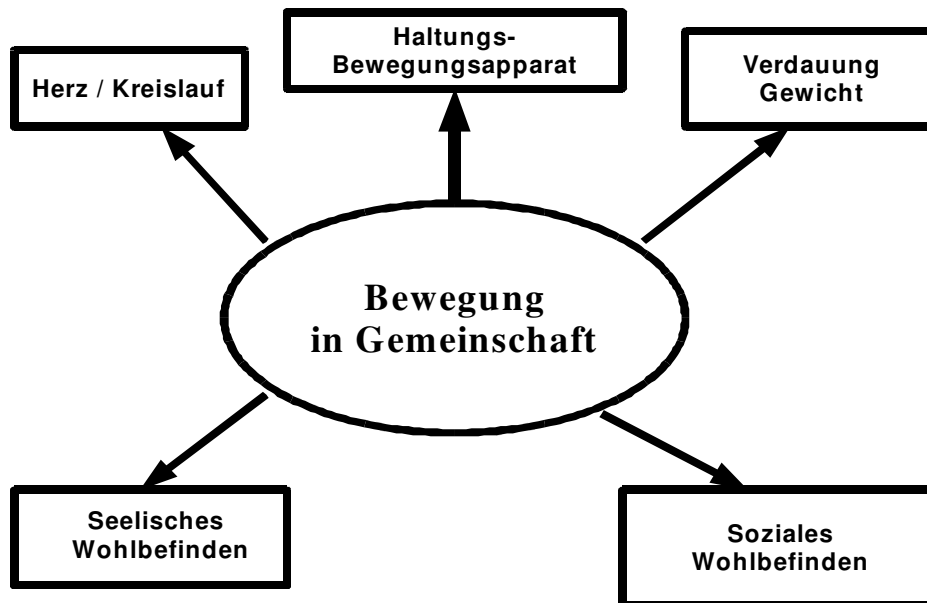 Haltungs-
Bewegungsapparat
Herz / Kreislauf
Verdauung
Gewicht
Bewegung
in Gemeinschaft
Seelisches
Wohlbefinden
Soziales
Wohlbefinden